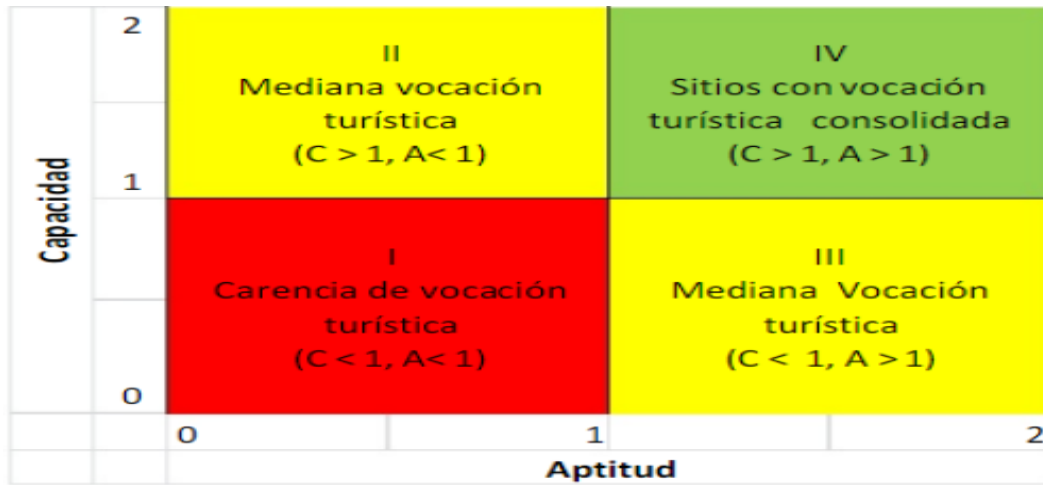 2
II
Mediana vocación
turística
(C > 1, A< 1)
IV
Sitios con vocación
turística consolidada
(C > 1, A > 1)
1
Capacidad
I
Carencia de vocación
turística
(C < 1, A< 1)
III
Mediana Vocación
turística
(C < 1, A > 1)
0
0 1 2
Aptitud